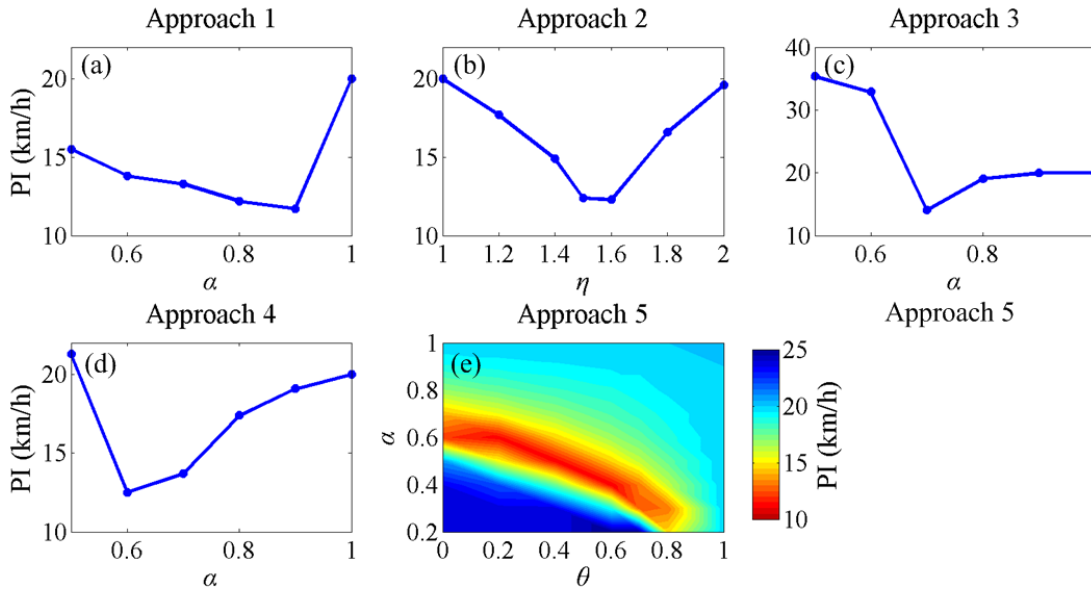 Approach 1
Approach 2
Approach 3
(a)
(b)
(c)
PI (km/h)
20
15
10
20
15
10
40
30
20
10
0.6 0.8 1
1 1.2 1.4 1.6 1.8 2
0.6 0.8
α
η
α
Approach 4
Approach 5
Approach 5
(d)
(e)
PI (km/h)
20
15
10
α
1
0.8
0.6
0.4
0.2
25
20
15
10
PI (km/h)
0.6 0.8 1
0 0.2 0.4 0.6 0.8 1
α
θ